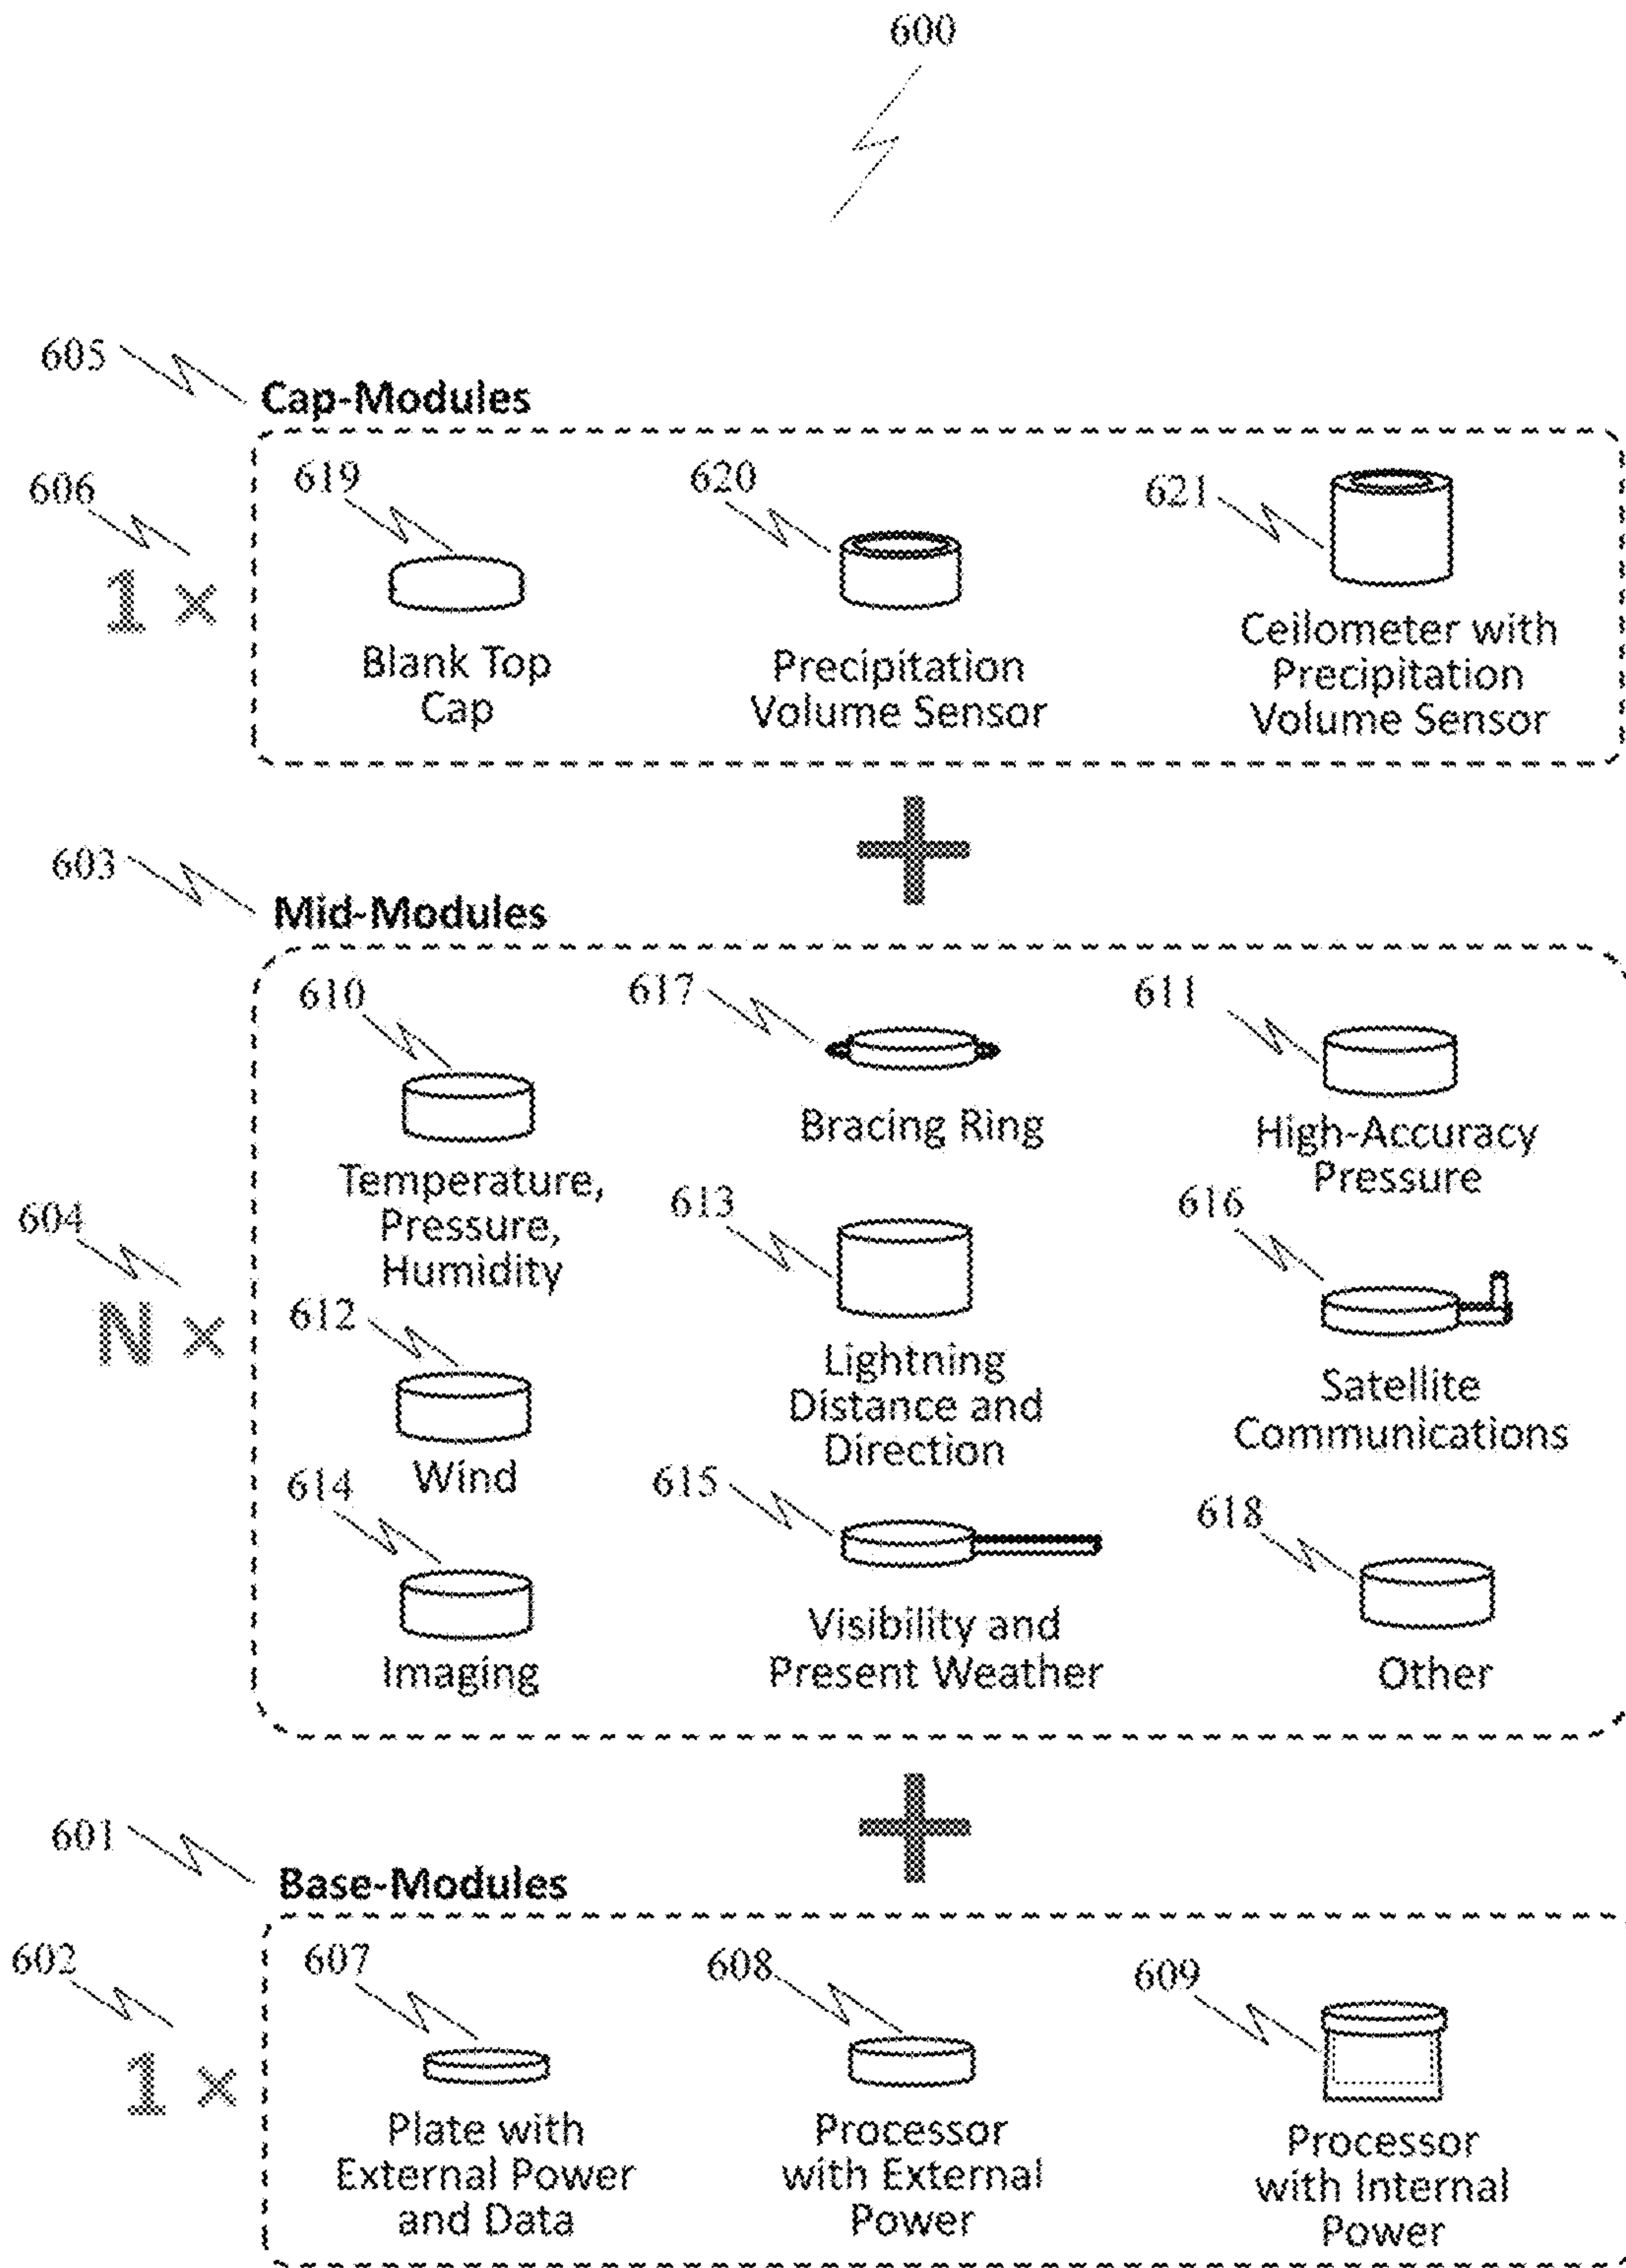 600
605
Cap-Modules
606
1 ×
619
620
621
Blank Top
Cap
Precipitation
Volume Sensor
Ceilometer with
Precipitation
Volume Sensor
+
603
Mid-Modules
604
N ×
610
Temperature,
Pressure,
Humidity
617
Bracing Ring
611
High-Accuracy
Pressure
612
Wind
613
Lightning
Distance and
Direction
616
Satellite
Communications
614
Imaging
615
Visibility and
Present Weather
618
Other
+
601
Base-Modules
602
1 ×
607
Plate with
External Power
and Data
608
Processor
with External
Power
609
Processor
with Internal
Power